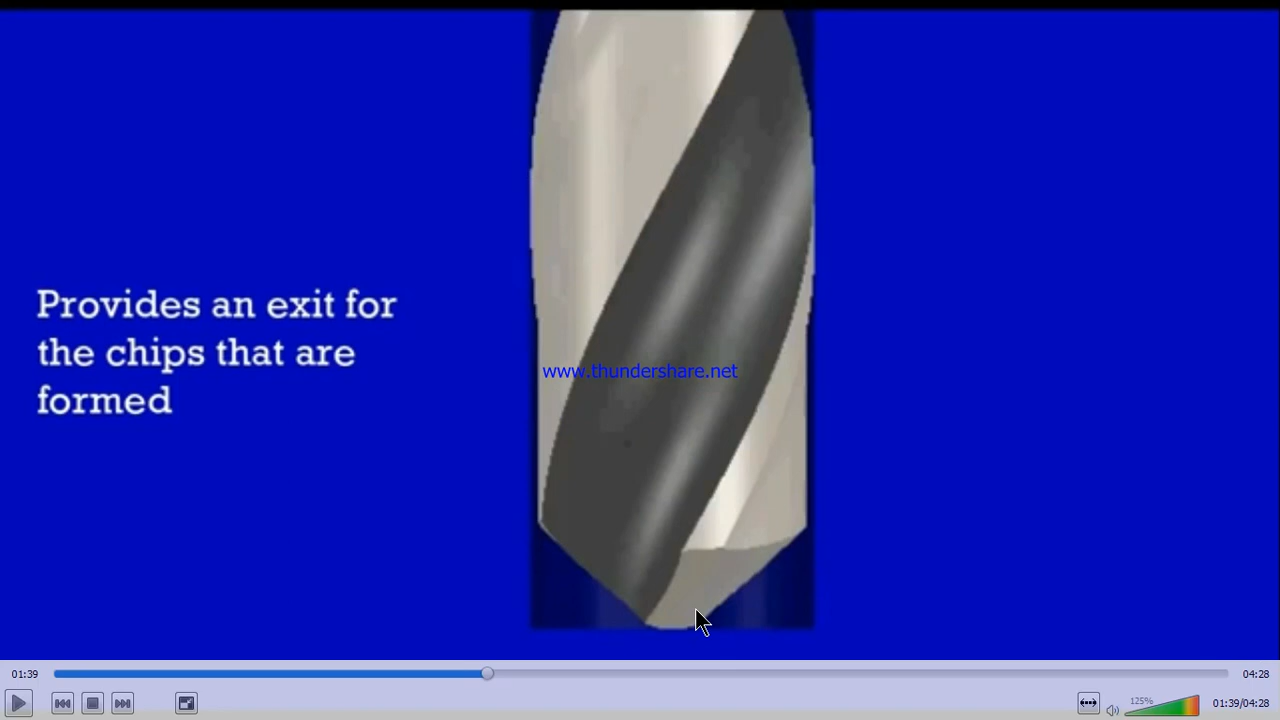 Provides an exit for
the chips that are
formed
www.thundershare.net
01:39
04:28
125%
01:39/04:28